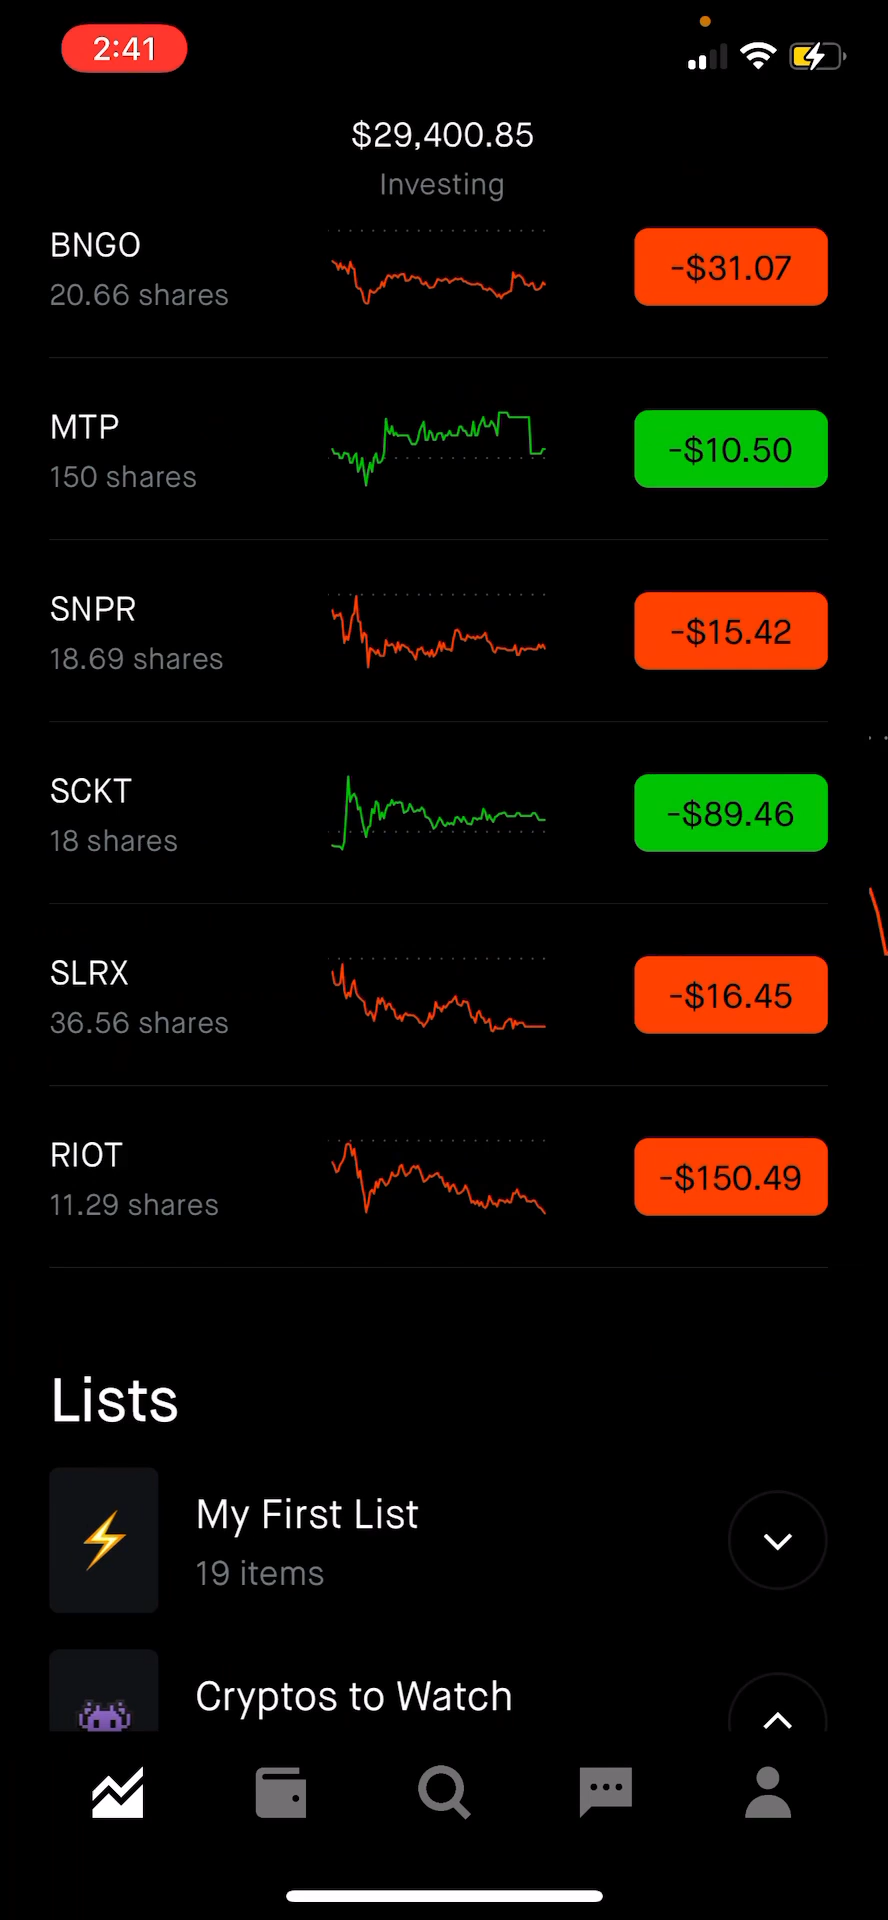 2:41
$29,400.85
Investing
BNGO
20.66 shares
-$31.07
MTP
150 shares
-$10.50
SNPR
18.69 shares
-$15.42
SCKT
18 shares
-$89.46
SLRX
36.56 shares
-$16.45
RIOT
11.29 shares
-$150.49
Lists
My First List
19 items
Cryptos to Watch